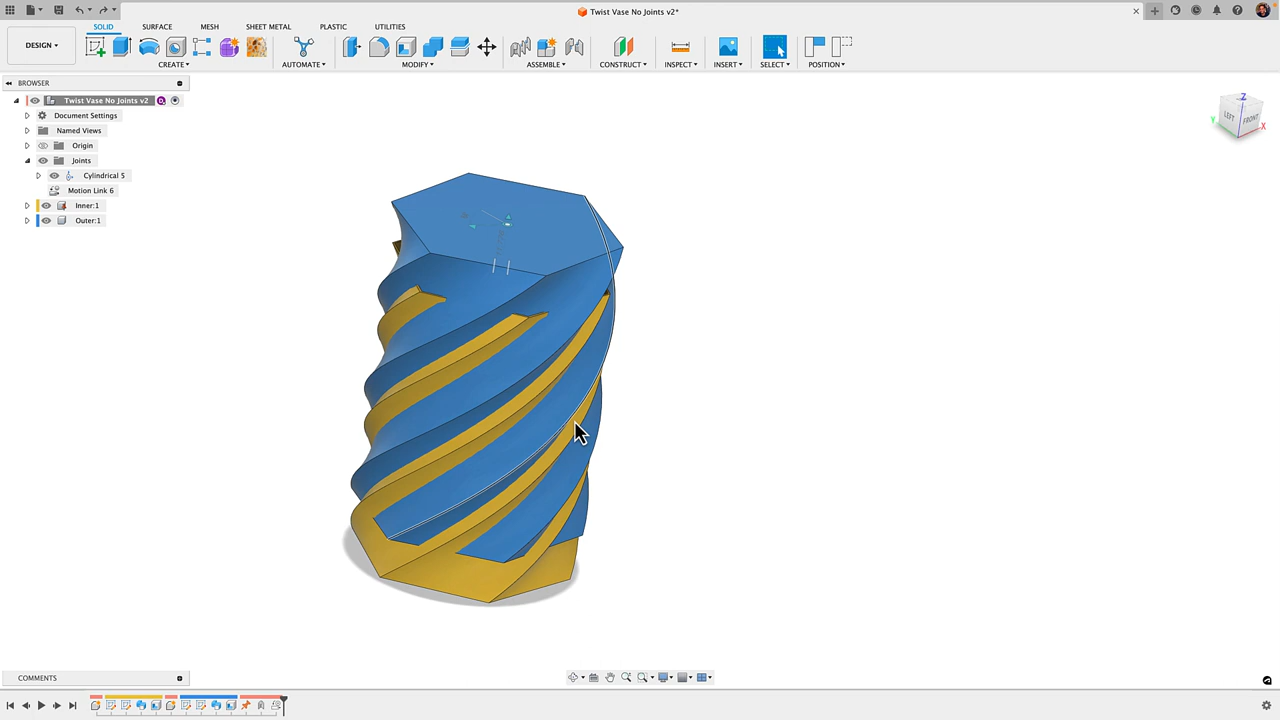 Twist Vase No Joints v2*
SOLID SURFACE MESH SHEET METAL PLASTIC UTILITIES
DESIGN
CREATE AUTOMATE MODIFY ASSEMBLE CONSTRUCT INSPECT INSERT SELECT POSITION
BROWSER
Twist Vase No Joints v2
Document Settings
Named Views
Origin
Joints
Cylindrical 5
Motion Link 6
Inner:1
Outer:1
Z
LEFT FRONT
Y X
COMMENTS